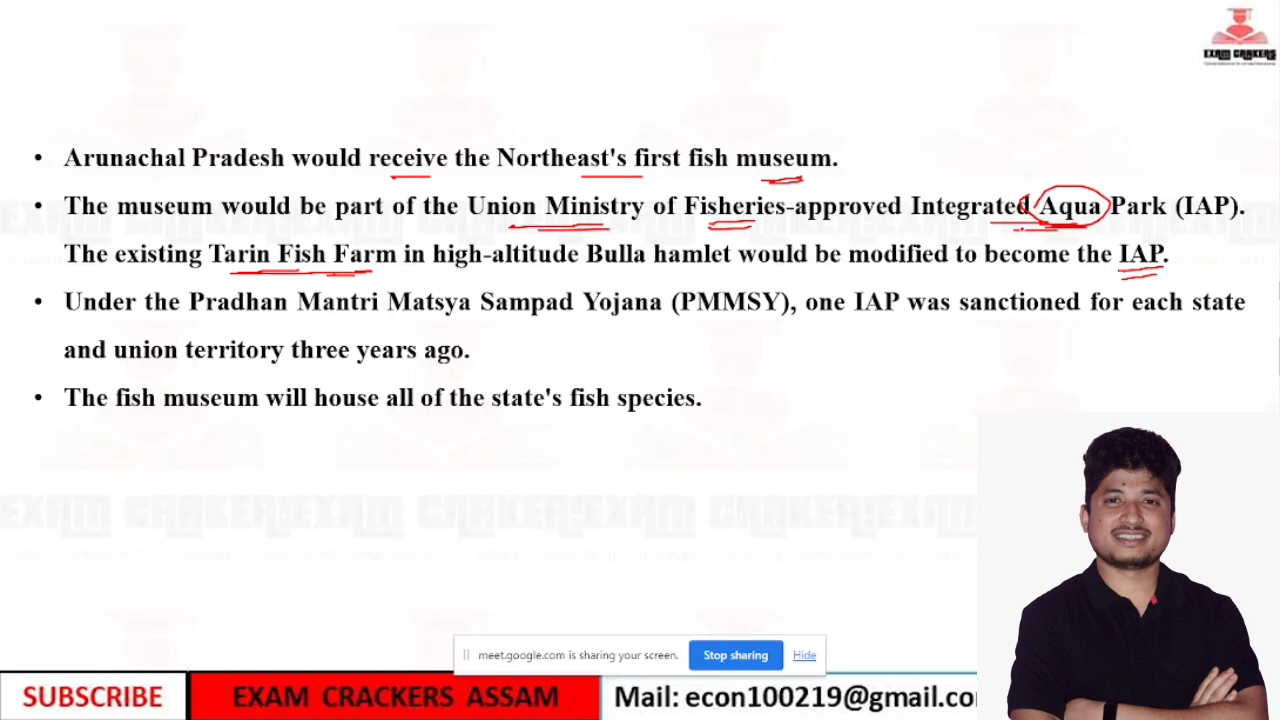 EXAM CRAKERS
• Arunachal Pradesh would receive the Northeast's first fish museum.
• The museum would be part of the Union Ministry of Fisheries-approved Integrated Aqua Park (IAP).
The existing Tarin Fish Farm in high-altitude Bulla hamlet would be modified to become the IAP.
• Under the Pradhan Mantri Matsya Sampad Yojana (PMMSY), one IAP was sanctioned for each state
and union territory three years ago.
• The fish museum will house all of the state's fish species.
meet.google.com is sharing your screen. Stop sharing Hide
SUBSCRIBE EXAM CRACKERS ASSAM Mail: econ100219@gmail.co